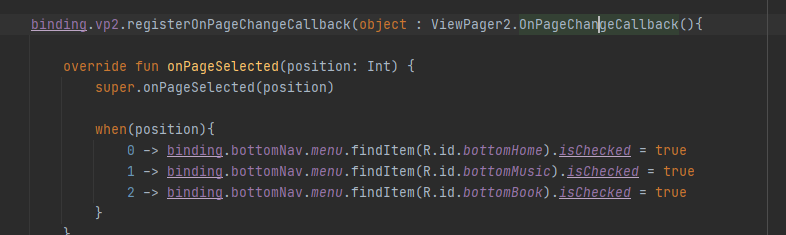 binding.vp2.registerOnPageChangeCallback(object : ViewPager2.OnPageChangeCallback(){
override fun onPageSelected(position: Int) {
super.onPageSelected(position)
when(position){
0 -> binding.bottomNav.menu.findItem(R.id.bottomHome).isChecked = true
1 -> binding.bottomNav.menu.findItem(R.id.bottomMusic).isChecked = true
2 -> binding.bottomNav.menu.findItem(R.id.bottomBook).isChecked = true
}
}